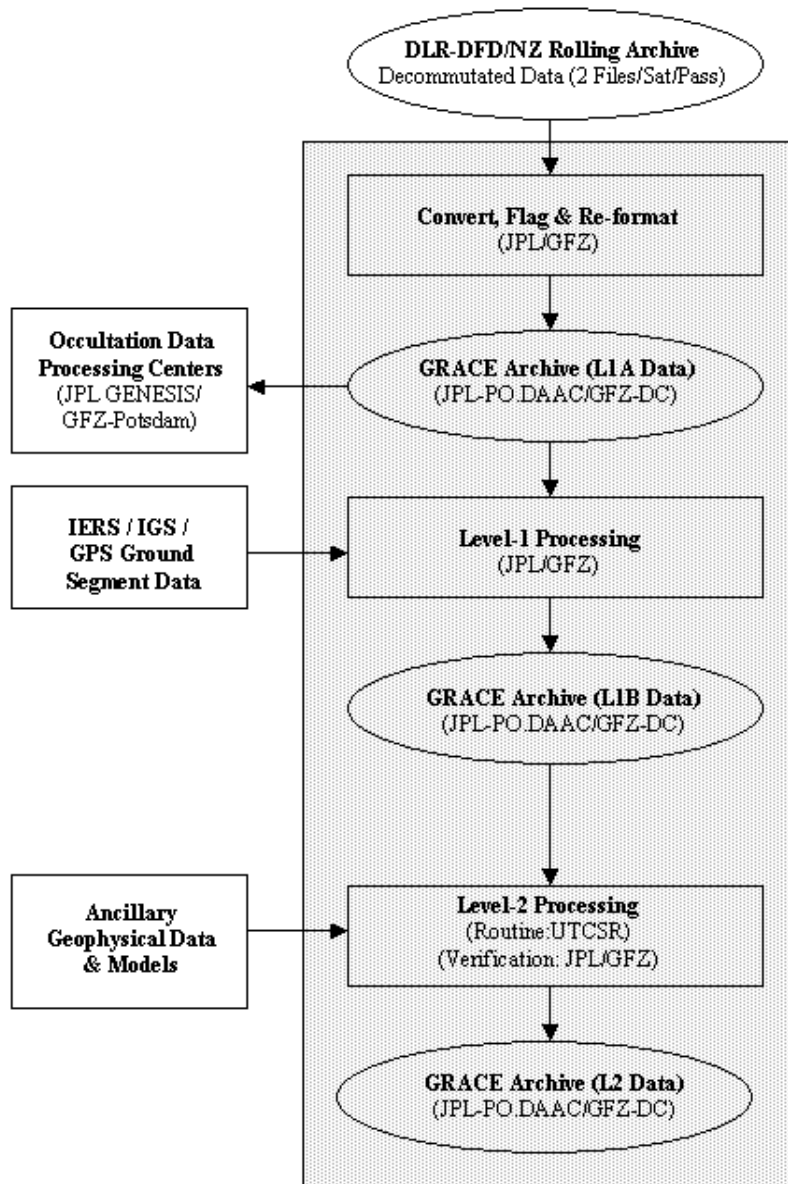 DLR-DFD/NZ Rolling Archive
Decommutated Data (2 Files/Sat/Pass)
Convert, Flag & Re-format
(JPL/GFZ)
Occultation Data
Processing Centers
(JPL GENESIS/
GFZ-Potsdam)
GRACE Archive (L1A Data)
(JPL-PO.DAAC/GFZ-DC)
IERS / IGS /
GPS Ground
Segment Data
Level-1 Processing
(JPL/GFZ)
GRACE Archive (L1B Data)
(JPL-PO.DAAC/GFZ-DC)
Ancillary
Geophysical Data
& Models
Level-2 Processing
(Routine:UTCSR)
(Verification: JPL/GFZ)
GRACE Archive (L2 Data)
(JPL-PO.DAAC/GFZ-DC)